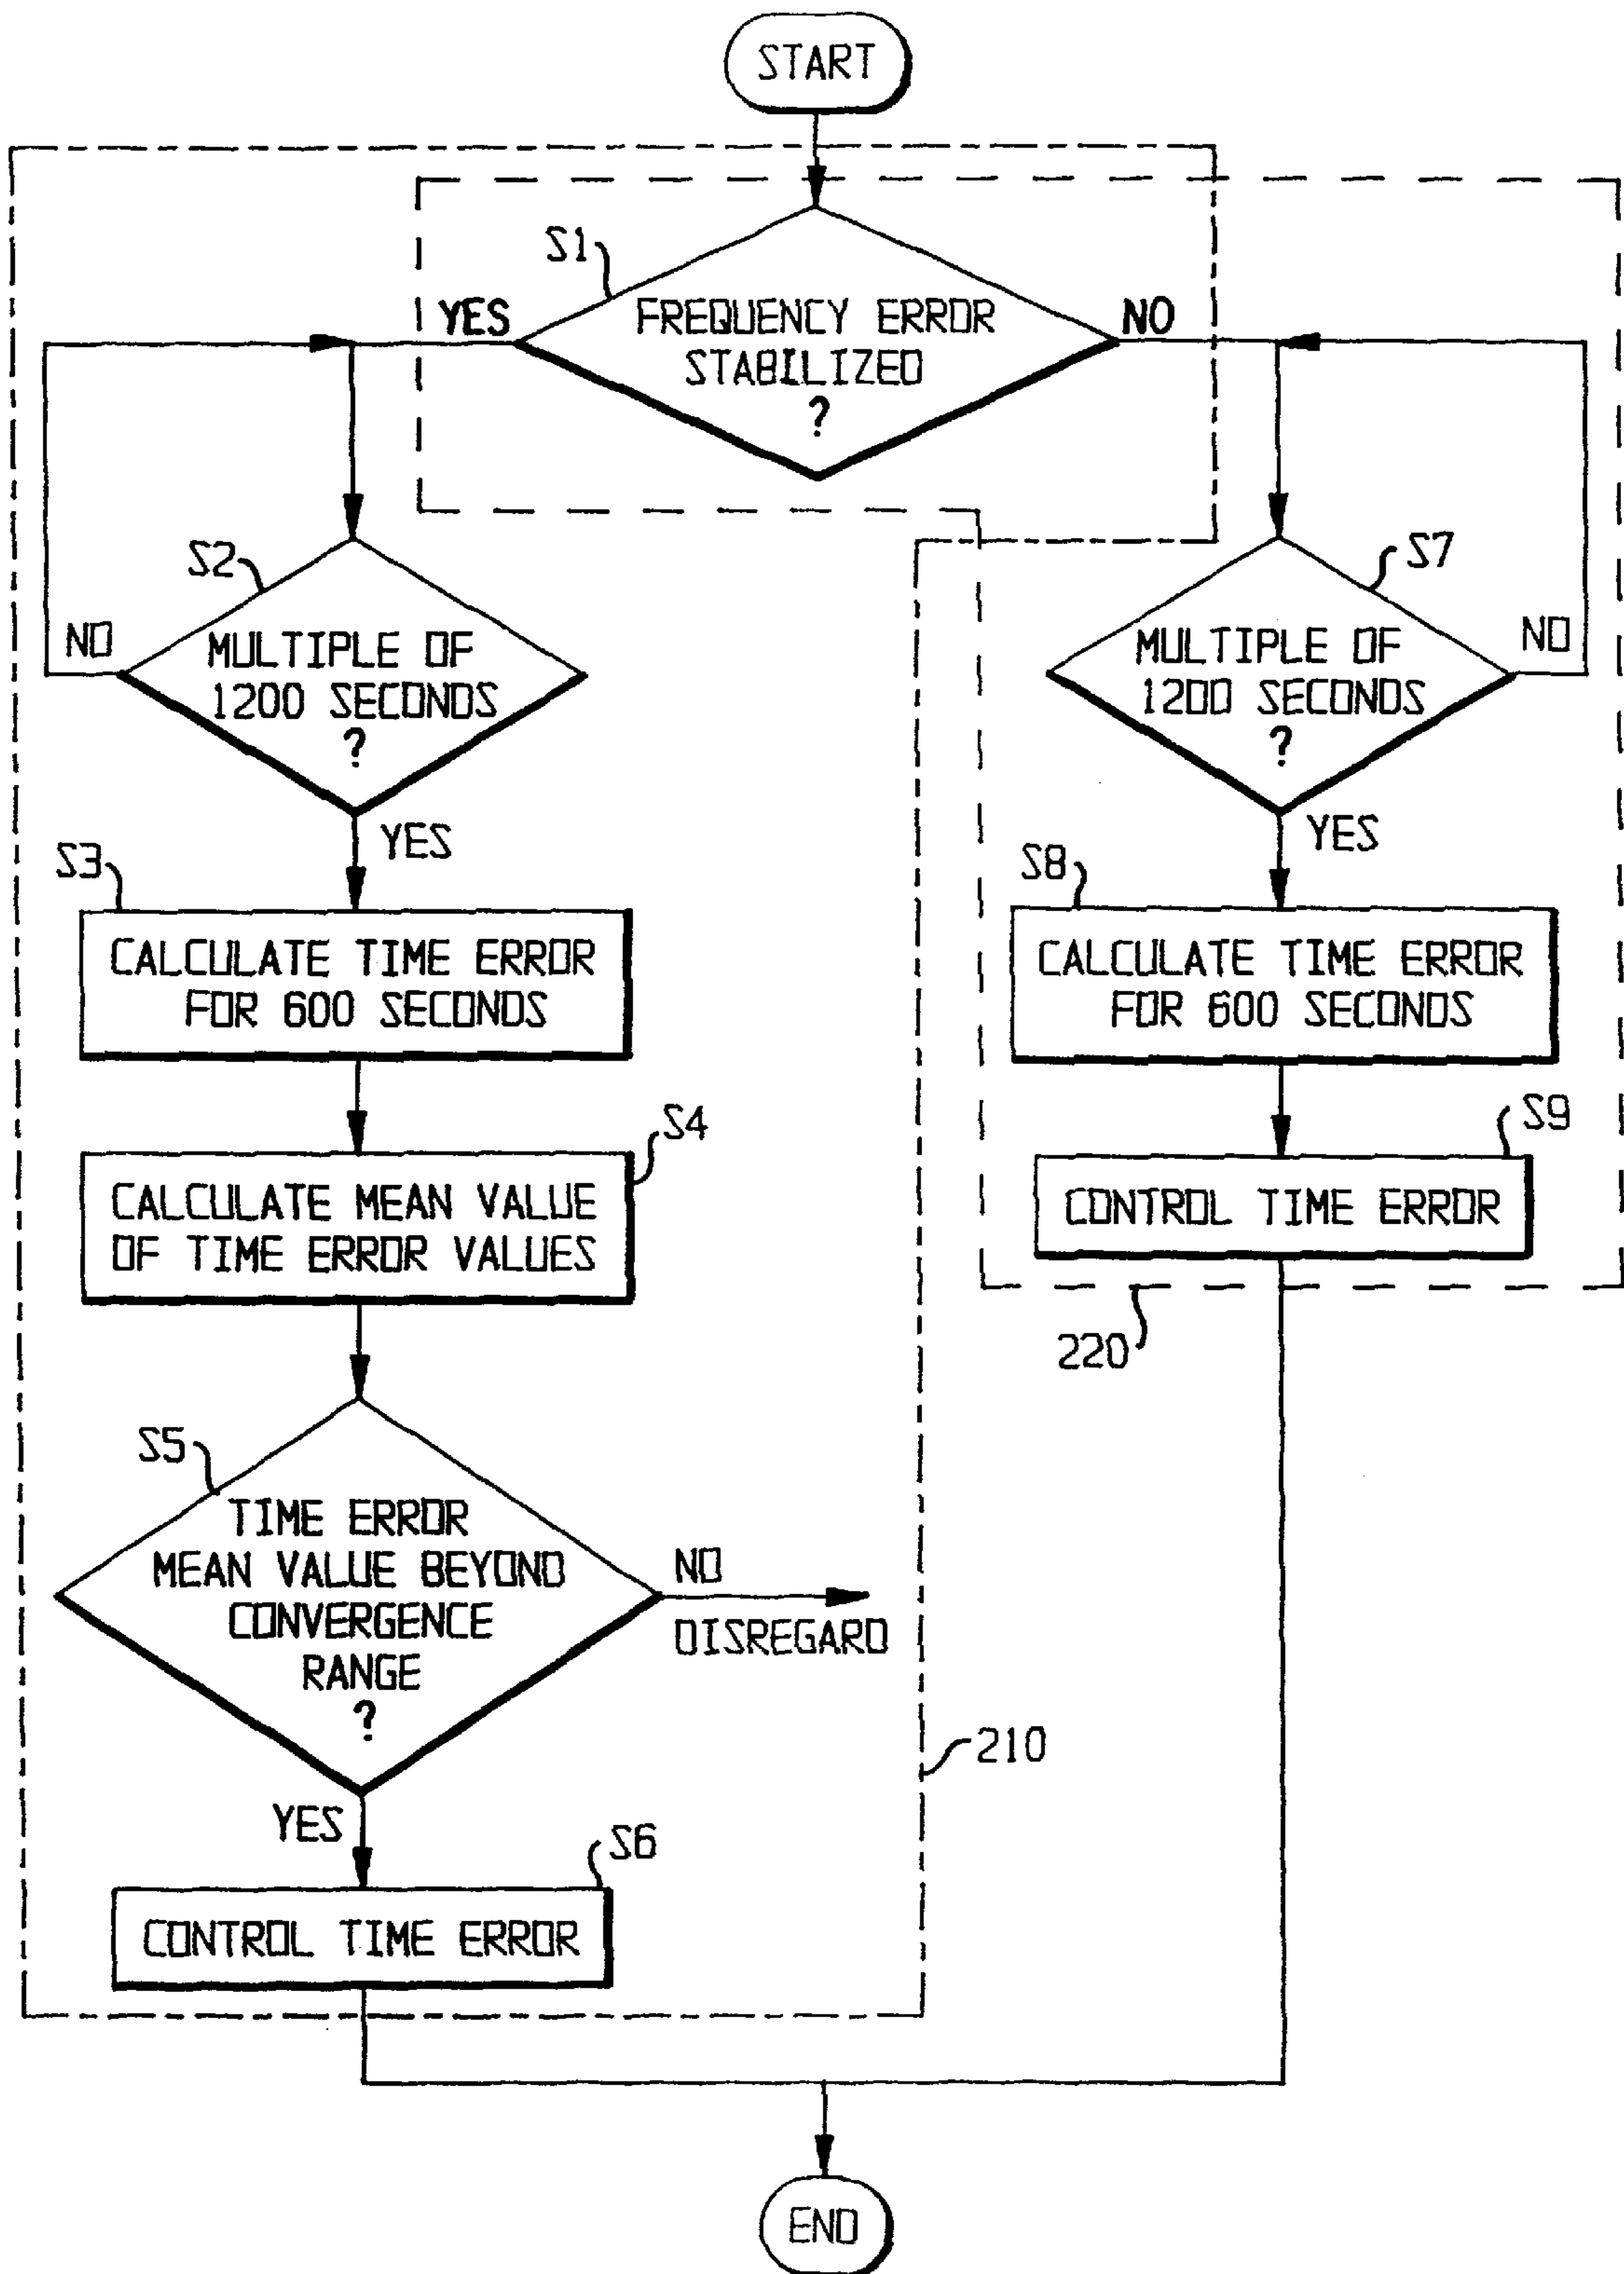 START
S1
YES
FREQUENCY ERROR
STABILIZED
?
NO
S2
NO
MULTIPLE OF
1200 SECONDS
?
YES
S7
NO
MULTIPLE OF
1200 SECONDS
?
YES
S3
CALCULATE TIME ERROR
FOR 600 SECONDS
S8
CALCULATE TIME ERROR
FOR 600 SECONDS
S4
CALCULATE MEAN VALUE
OF TIME ERROR VALUES
S9
CONTROL TIME ERROR
220
S5
TIME ERROR
MEAN VALUE BEYOND
CONVERGENCE
RANGE
?
NO
DISREGARD
210
YES
S6
CONTROL TIME ERROR
END